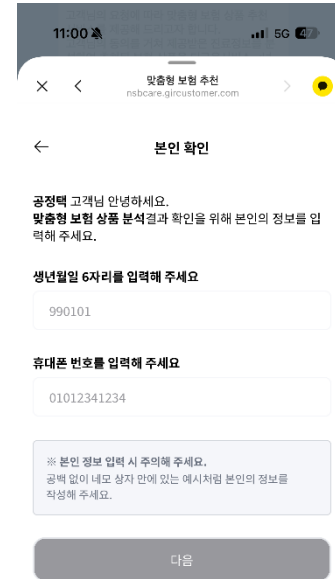 11:00
5G 47
맞춤형 보험 추천
nsbcare.gircustomer.com
본인 확인
공정택 고객님 안녕하세요.
맞춤형 보험 상품 분석결과 확인을 위해 본인의 정보를 입
력해 주세요.
생년월일 6자리를 입력해 주세요
990101
휴대폰 번호를 입력해 주세요
01012341234
※ 본인 정보 입력 시 주의해 주세요.
공백 없이 네모 상자 안에 있는 예시처럼 본인의 정보를
작성해 주세요.
다음